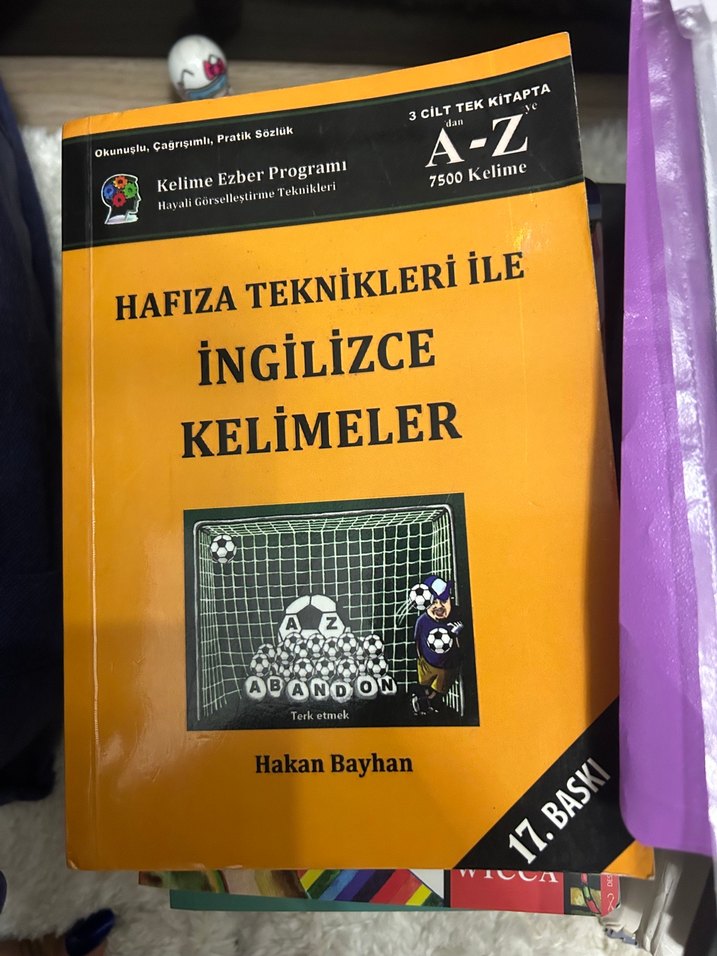 Okunuşlu, Çağrışımlı, Pratik Sözlük
Kelime Ezber Programı
Hayali Görselleştirme Teknikleri
3 CİLT TEK KİTAPTA
A'dan - Z'ye
7500 Kelime
HAFIZA TEKNİKLERİ İLE
İNGİLİZCE
KELİMELER
A Z
ABANDON
Terk etmek
Hakan Bayhan
17. BASKI
WICCA